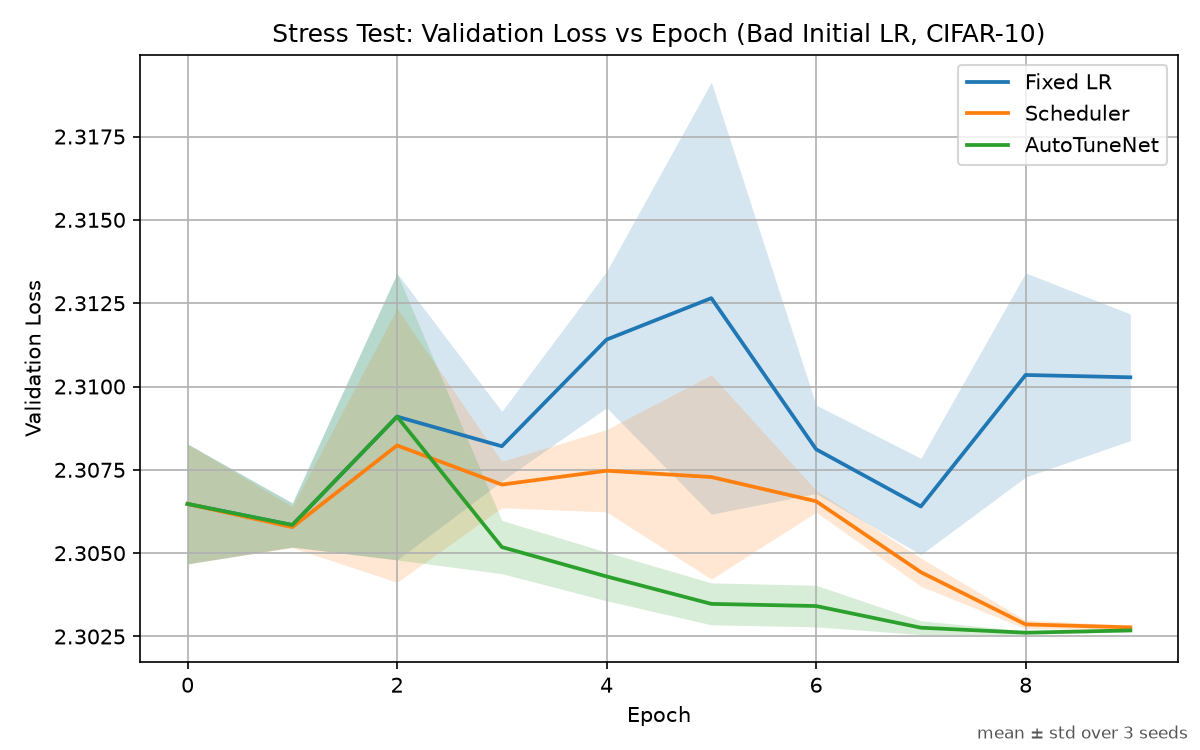 Stress Test: Validation Loss vs Epoch (Bad Initial LR, CIFAR-10)
Fixed LR
Scheduler
AutoTuneNet
Validation Loss
2.3175
2.3150
2.3125
2.3100
2.3075
2.3050
2.3025
0 2 4 6 8
Epoch
mean ± std over 3 seeds